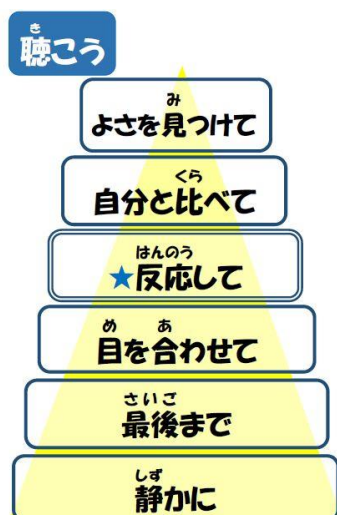 き
聴こう
み
よさを見つけて
くら
自分と比べて
はんのう
★反応して
め あ
目を合わせて
さいご
最後まで
しず
静かに